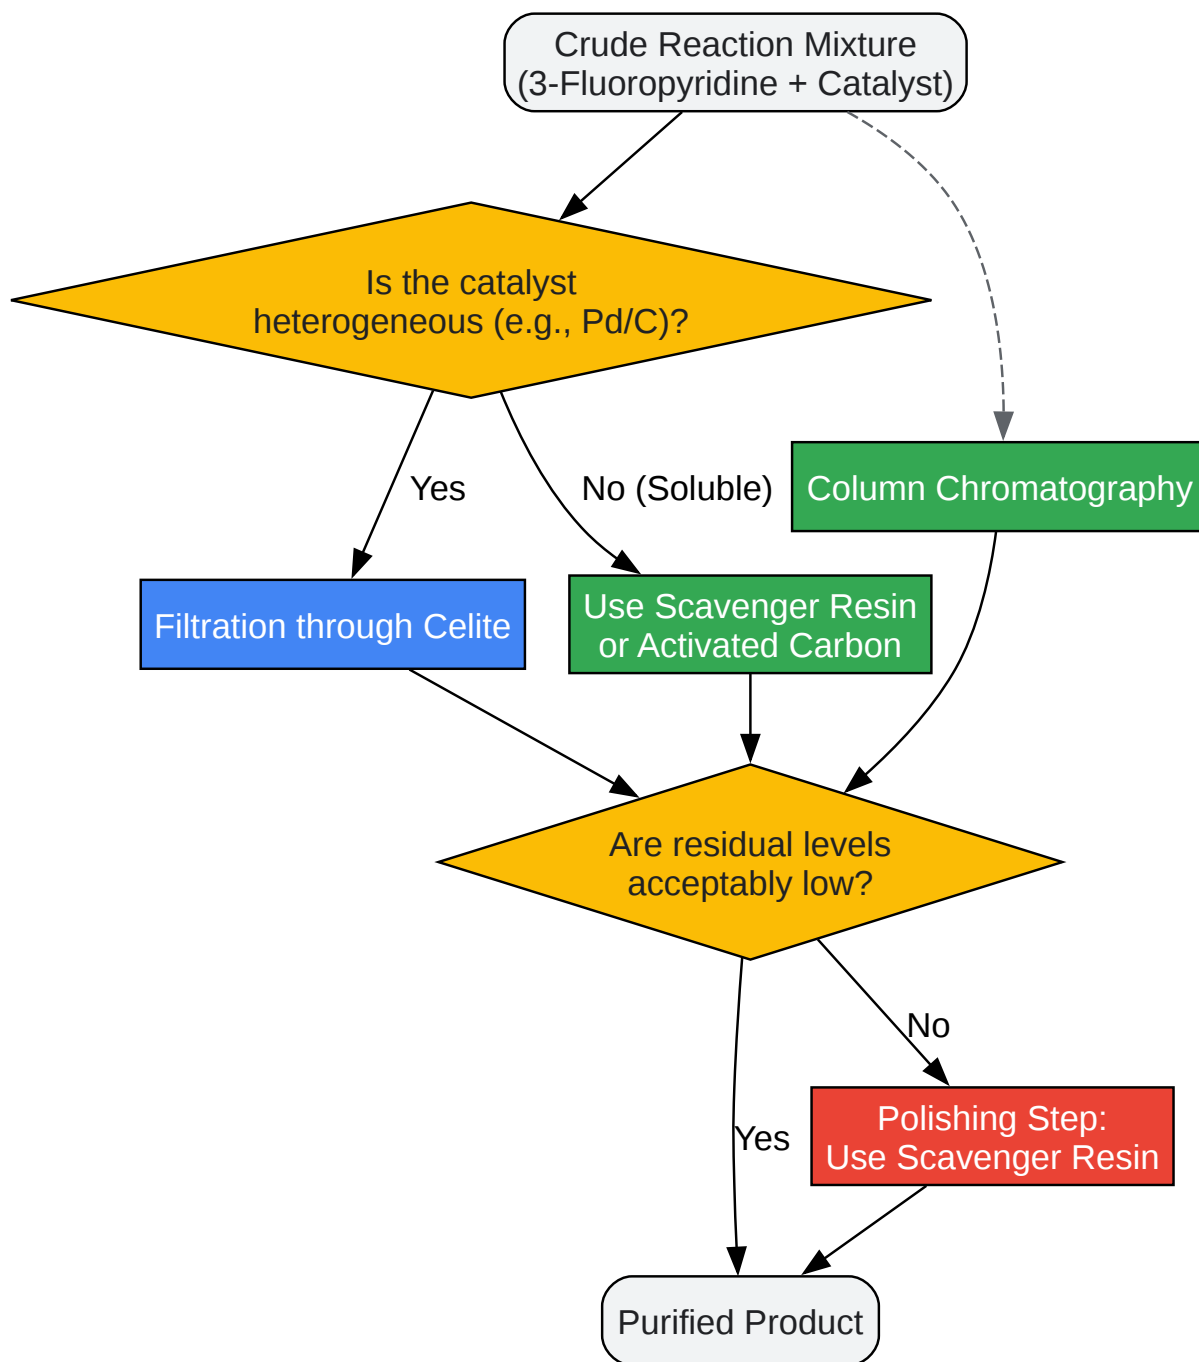 Crude Reaction Mixture
(3-Fluoropyridine + Catalyst)
Is the catalyst
heterogeneous (e.g., Pd/C)?
Yes
No (Soluble)
Column Chromatography
Filtration through Celite
Use Scavenger Resin
or Activated Carbon
Are residual levels
acceptably low?
No
Yes
Polishing Step:
Use Scavenger Resin
Purified Product